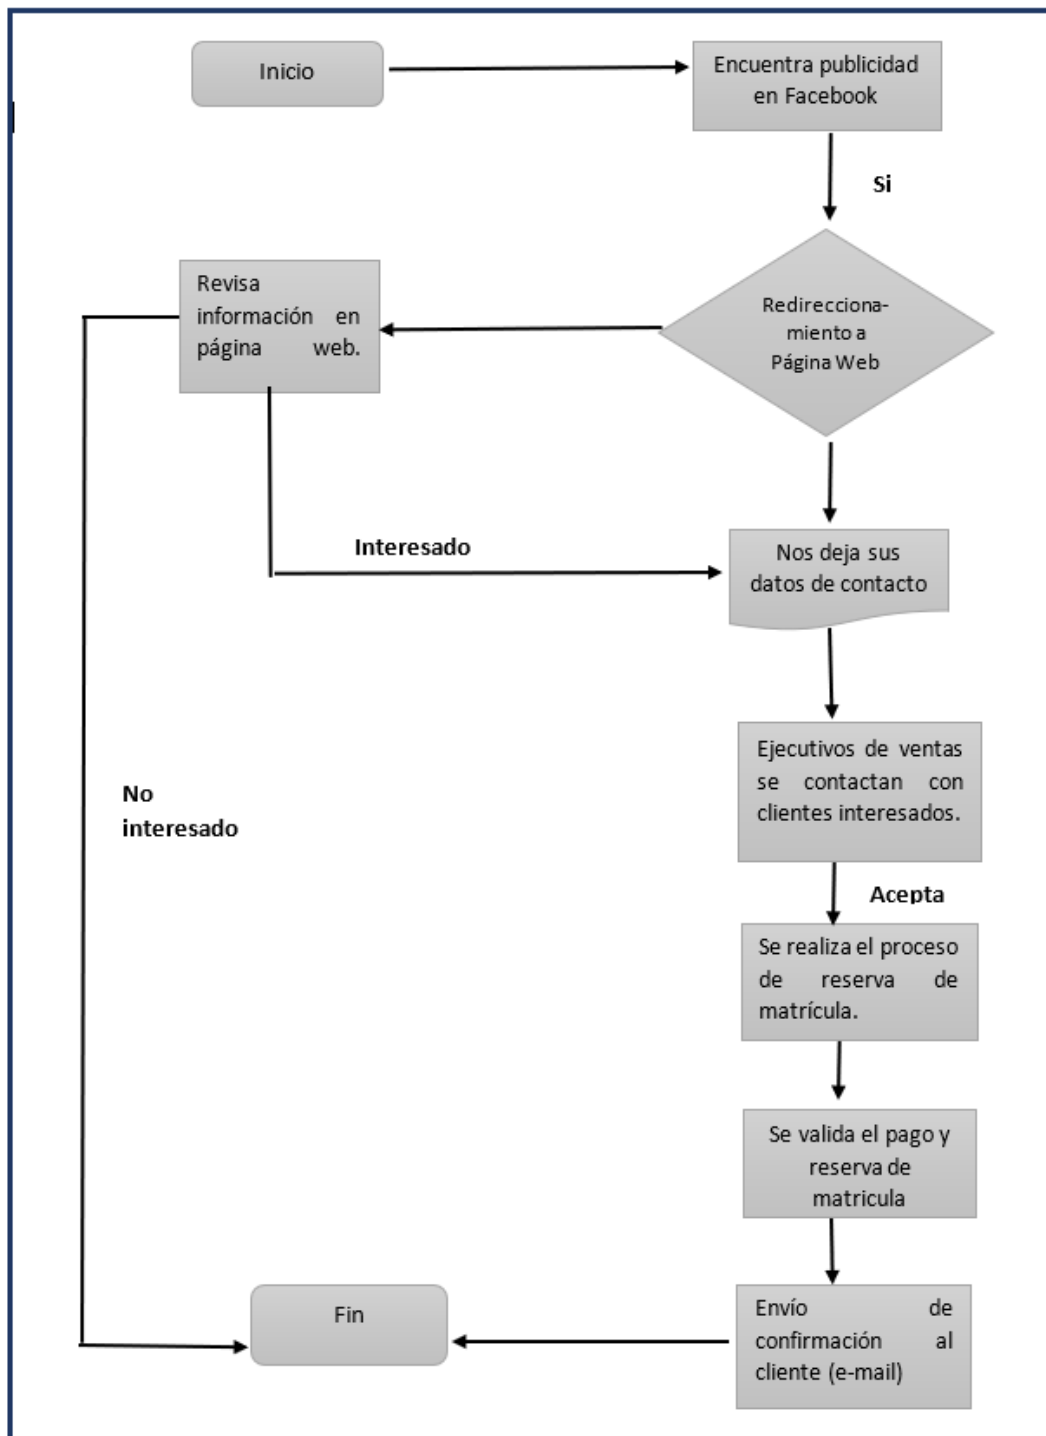 Inicio
Encuentra publicidad
en Facebook
Si
Redirecciona-
miento a
Página Web
Revisa
información en
página web.
Interesado
Nos deja sus
datos de contacto
Ejecutivos de ventas
se contactan con
clientes interesados.
No
interesado
Acepta
Se realiza el proceso
de reserva de
matrícula.
Se valida el pago y
reserva de
matricula
Envío de
confirmación al
cliente (e-mail)
Fin